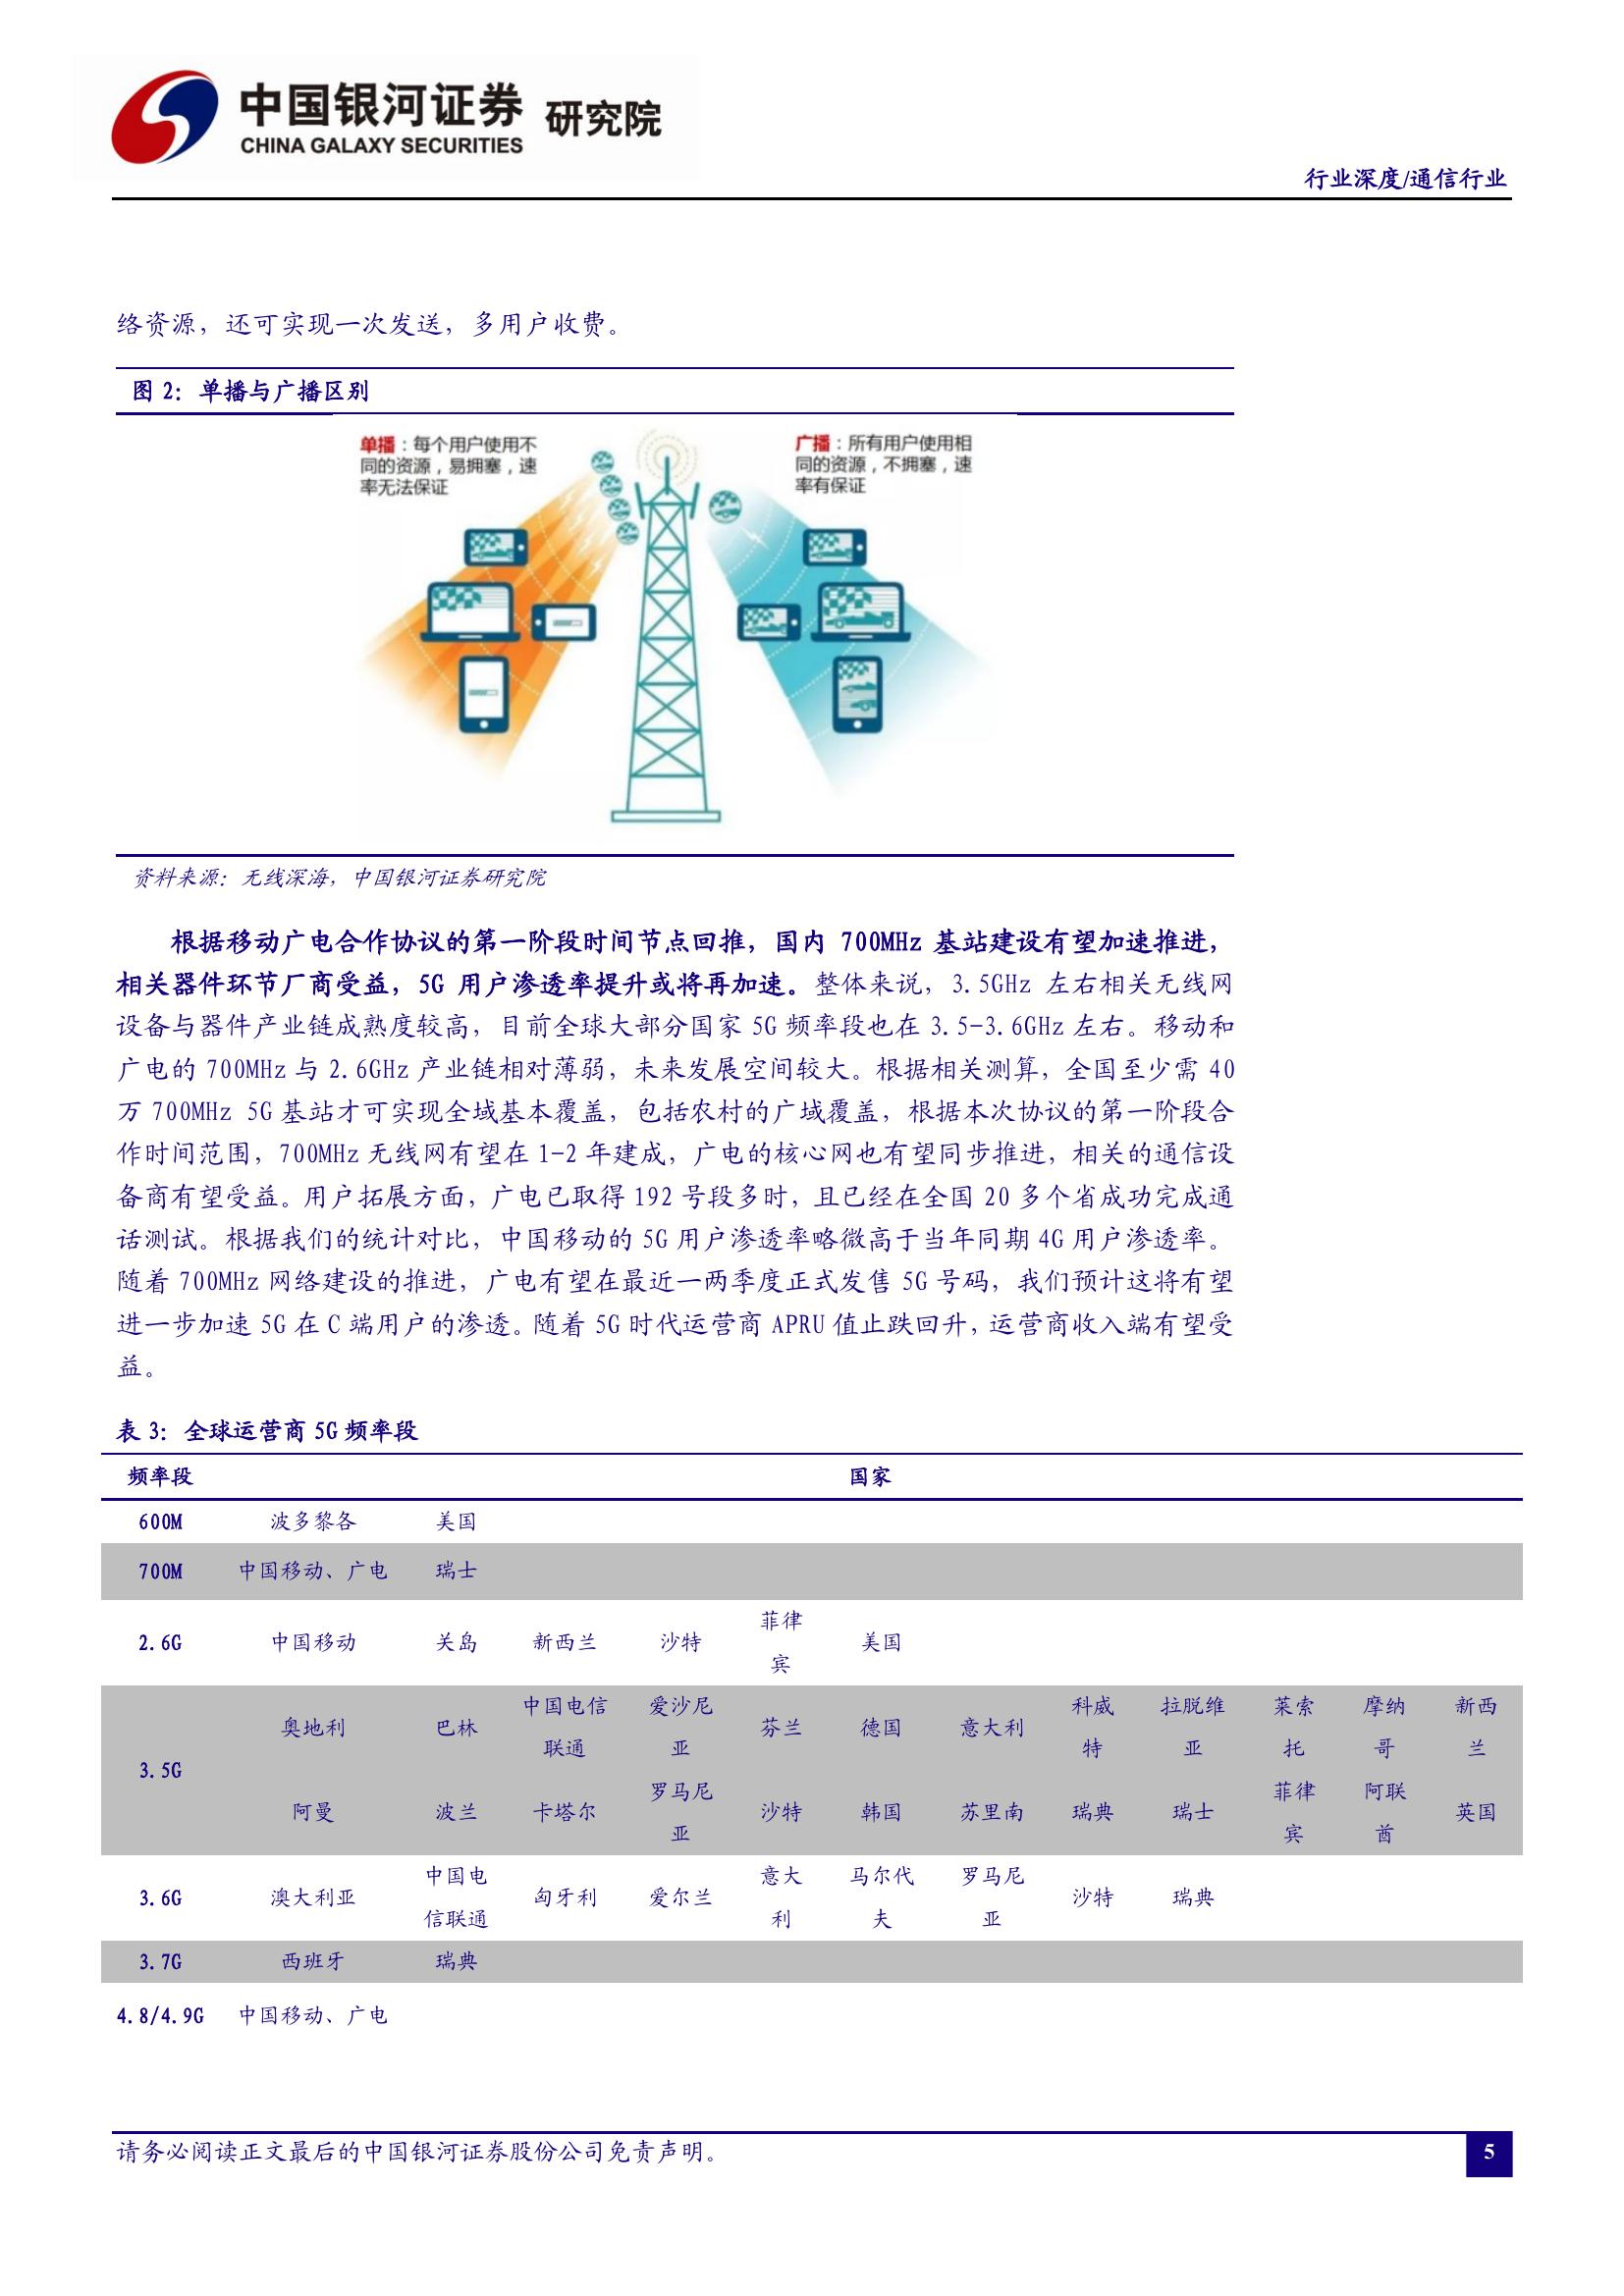 中国银河证券 研究院
CHINA GALAXY SECURITIES
行业深度/通信行业
络资源，还可实现一次发送，多用户收费。
图 2：单播与广播区别
单播：每个用户使用不
同的资源，易拥塞，速
率无法保证
广播：所有用户使用相
同的资源，不拥塞，速
率有保证
资料来源：无线深海，中国银河证券研究院
根据移动广电合作协议的第一阶段时间节点回推，国内 700MHz 基站建设有望加速推进，
相关器件环节厂商受益，5G 用户渗透率提升或将再加速。整体来说，3.5GHz 左右相关无线网
设备与器件产业链成熟度较高，目前全球大部分国家 5G 频率段也在 3.5-3.6GHz 左右。移动和
广电的 700MHz 与 2.6GHz 产业链相对薄弱，未来发展空间较大。根据相关测算，全国至少需 40
万 700MHz 5G 基站才可实现全域基本覆盖，包括农村的广域覆盖，根据本次协议的第一阶段合
作时间范围，700MHz 无线网有望在 1-2 年建成，广电的核心网也有望同步推进，相关的通信设
备商有望受益。用户拓展方面，广电已取得 192 号段多时，且已经在全国 20 多个省成功完成通
话测试。根据我们的统计对比，中国移动的 5G 用户渗透率略微高于当年同期 4G 用户渗透率。
随着 700MHz 网络建设的推进，广电有望在最近一两季度正式发售 5G 号码，我们预计这将有望
进一步加速 5G 在 C 端用户的渗透。随着 5G 时代运营商 APRU 值止跌回升，运营商收入端有望受
益。
表 3：全球运营商 5G 频率段
频率段 国家
600M 波多黎各 美国
700M 中国移动、广电 瑞士
2.6G 中国移动 关岛 新西兰 沙特 菲律宾 美国
3.5G 奥地利 巴林 中国电信联通 爱沙尼亚 芬兰 德国 意大利 科威特 拉脱维亚 莱索托 摩纳哥 新西兰
阿曼 波兰 卡塔尔 罗马尼亚 沙特 韩国 苏里南 瑞典 瑞士 菲律宾 阿联酋 英国
3.6G 澳大利亚 中国电信联通 匈牙利 爱尔兰 意大利 马尔代夫 罗马尼亚 沙特 瑞典
3.7G 西班牙 瑞典
4.8/4.9G 中国移动、广电
请务必阅读正文最后的中国银河证券股份公司免责声明。
5